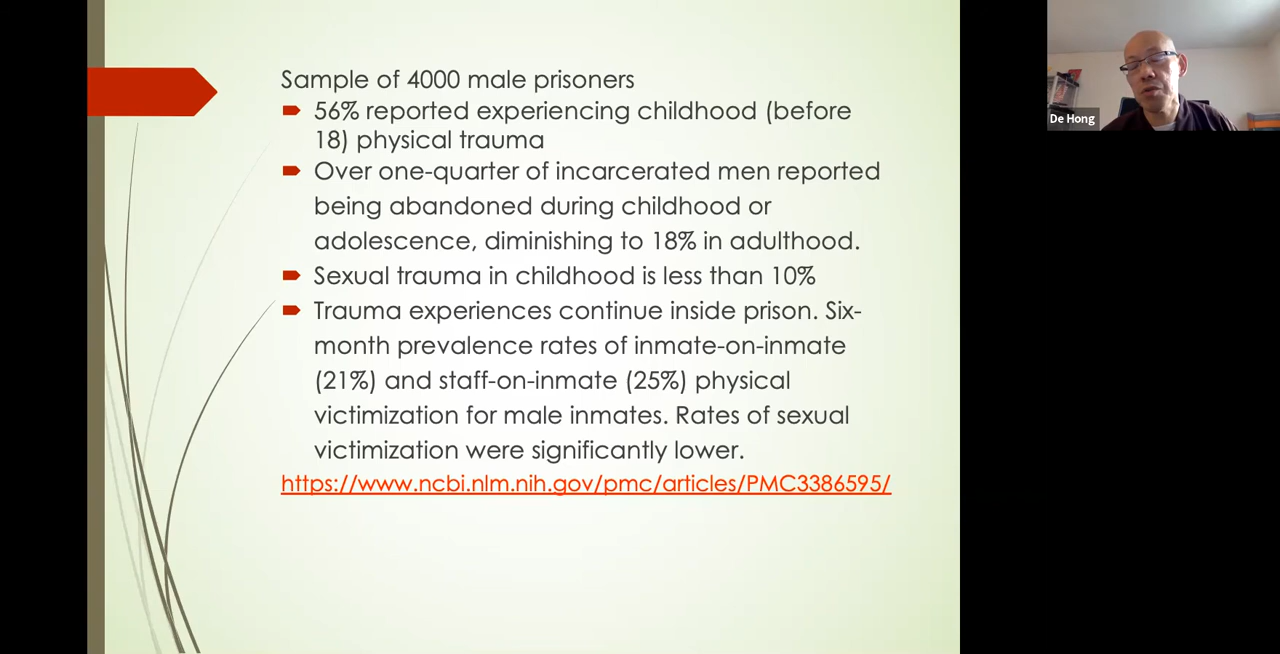 Sample of 4000 male prisoners
56% reported experiencing childhood (before
18) physical trauma
Over one-quarter of incarcerated men reported
being abandoned during childhood or
adolescence, diminishing to 18% in adulthood.
Sexual trauma in childhood is less than 10%
Trauma experiences continue inside prison. Six-
month prevalence rates of inmate-on-inmate
(21%) and staff-on-inmate (25%) physical
victimization for male inmates. Rates of sexual
victimization were significantly lower.
https://www.ncbi.nlm.nih.gov/pmc/articles/PMC3386595/
De Hong